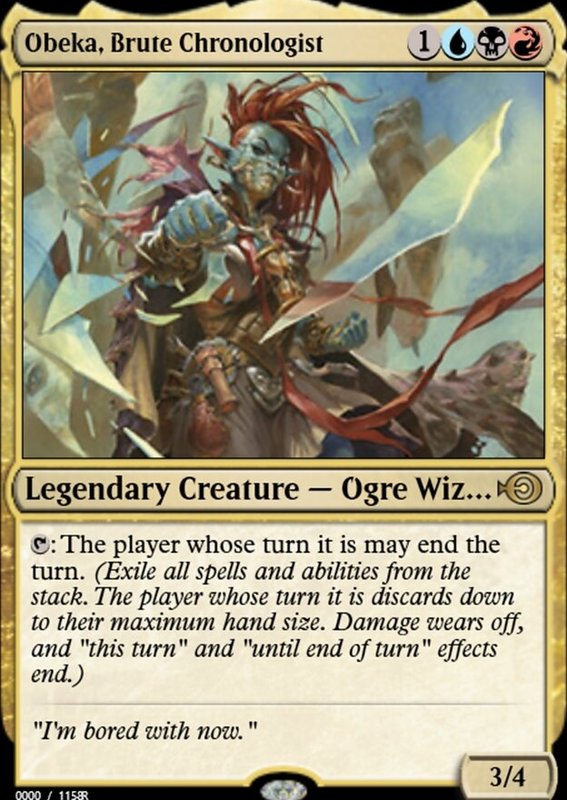 Obeka, Brute Chronologist 1
Legendary Creature — Ogre Wiz...
: The player whose turn it is may end the
turn. (Exile all spells and abilities from the
stack. The player whose turn it is discards down
to their maximum hand size. Damage wears off,
and "this turn" and "until end of turn" effects
end.)
"I'm bored with now."
3/4
0000 / 1158R